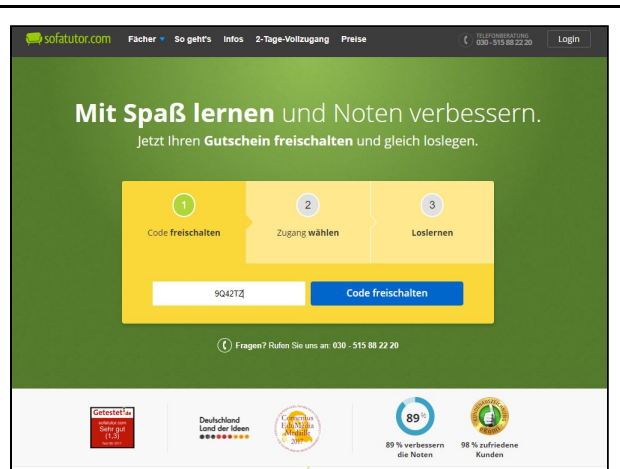 sofatutor.com Fächer So geht's Infos 2-Tage-Vollzugang Preise
TELEFONBERATUNG
030 - 515 88 22 20
Login
Mit Spaß lernen und Noten verbessern.
Jetzt Ihren Gutschein freischalten und gleich loslegen.
1 2 3
Code freischalten Zugang wählen Loslernen
9Q42TZ Code freischalten
Fragen? Rufen Sie uns an: 030 - 515 88 22 20
Getestet.de
sofatutor.com
Sehr gut
(1,3)
Deutschland
Land der Ideen
Comenius
EduMedia
Medaille
2017
89 %
89 % verbessern
die Noten
98 % zufriedene
Kunden